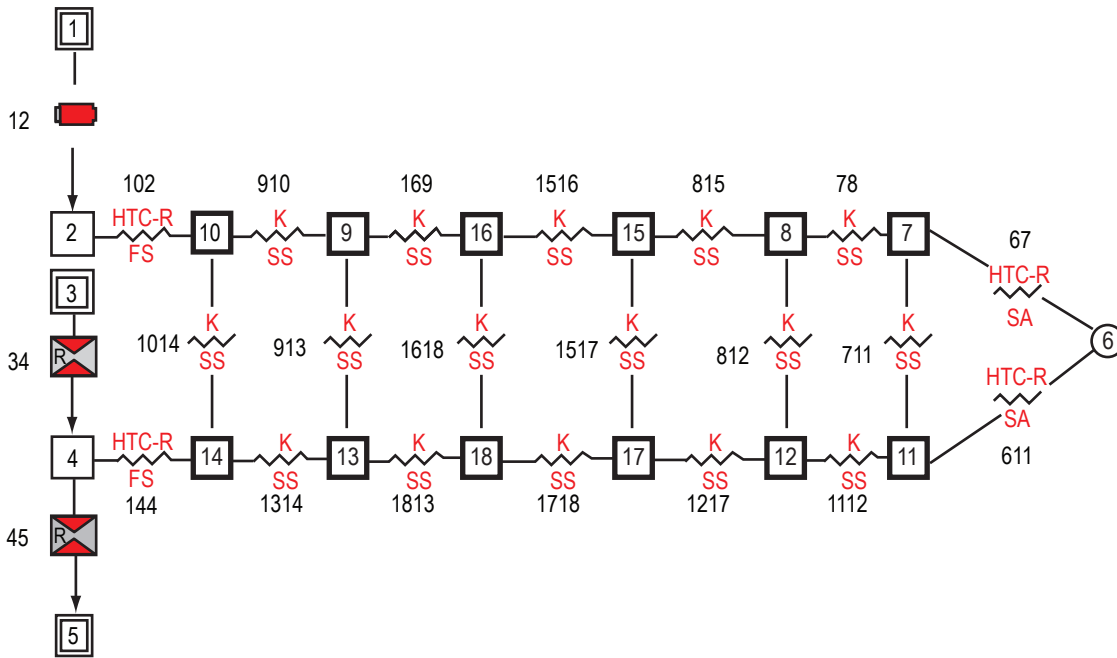 1
12
102 910 169 1516 815 78
HTC-R K K K K K
2 10 9 16 15 8 7
FS SS SS SS SS SS
67
HTC-R
SA
3
K K K K K K
34 R 1014 913 1618 1517 812 711 6
SS SS SS SS SS SS
HTC-R
SA
611
HTC-R K K K K K
4 14 13 18 17 12 11
FS SS SS SS SS SS
144 1314 1813 1718 1217 1112
45 R
5